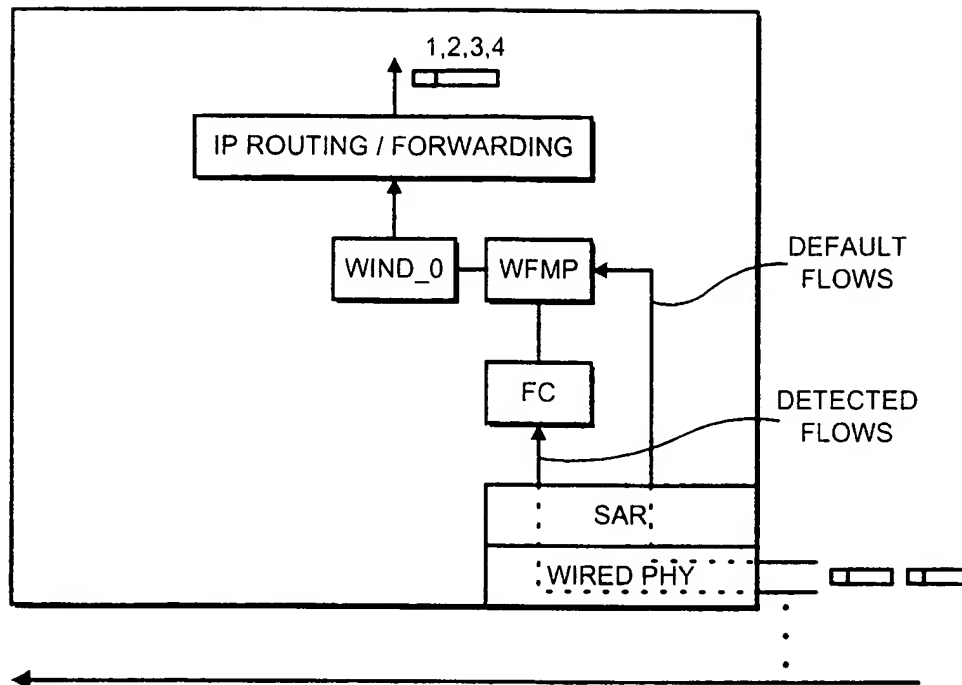 1,2,3,4
IP ROUTING / FORWARDING
WIND_0
WFMP
DEFAULT
FLOWS
FC
DETECTED
FLOWS
SAR
WIRED PHY